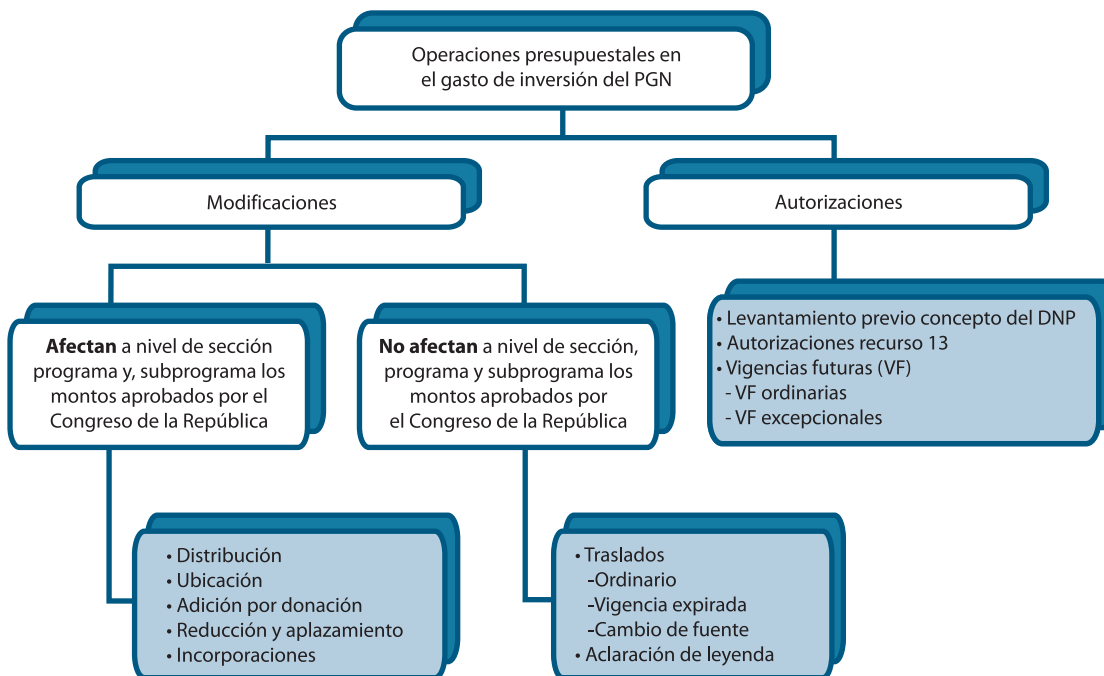 Operaciones presupuestales en
el gasto de inversión del PGN
Modificaciones
Autorizaciones
Afectan a nivel de sección
programa y, subprograma los
montos aprobados por el
Congreso de la República
No afectan a nivel de sección,
programa y subprograma los
montos aprobados por
el Congreso de la República
• Levantamiento previo concepto del DNP
• Autorizaciones recurso 13
• Vigencias futuras (VF)
- VF ordinarias
- VF excepcionales
• Distribución
• Ubicación
• Adición por donación
• Reducción y aplazamiento
• Incorporaciones
• Traslados
-Ordinario
-Vigencia expirada
-Cambio de fuente
• Aclaración de leyenda